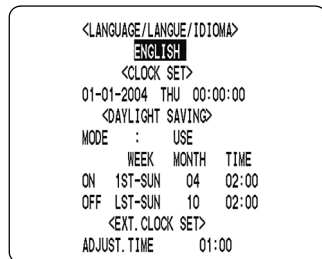 <LANGUAGE/LANGUE/IDIOMA>
ENGLISH
<CLOCK SET>
01-01-2004 THU 00:00:00
<DAYLIGHT SAVING>
MODE : USE
WEEK MONTH TIME
ON 1ST-SUN 04 02:00
OFF LST-SUN 10 02:00
<EXT.CLOCK SET>
ADJUST.TIME 01:00